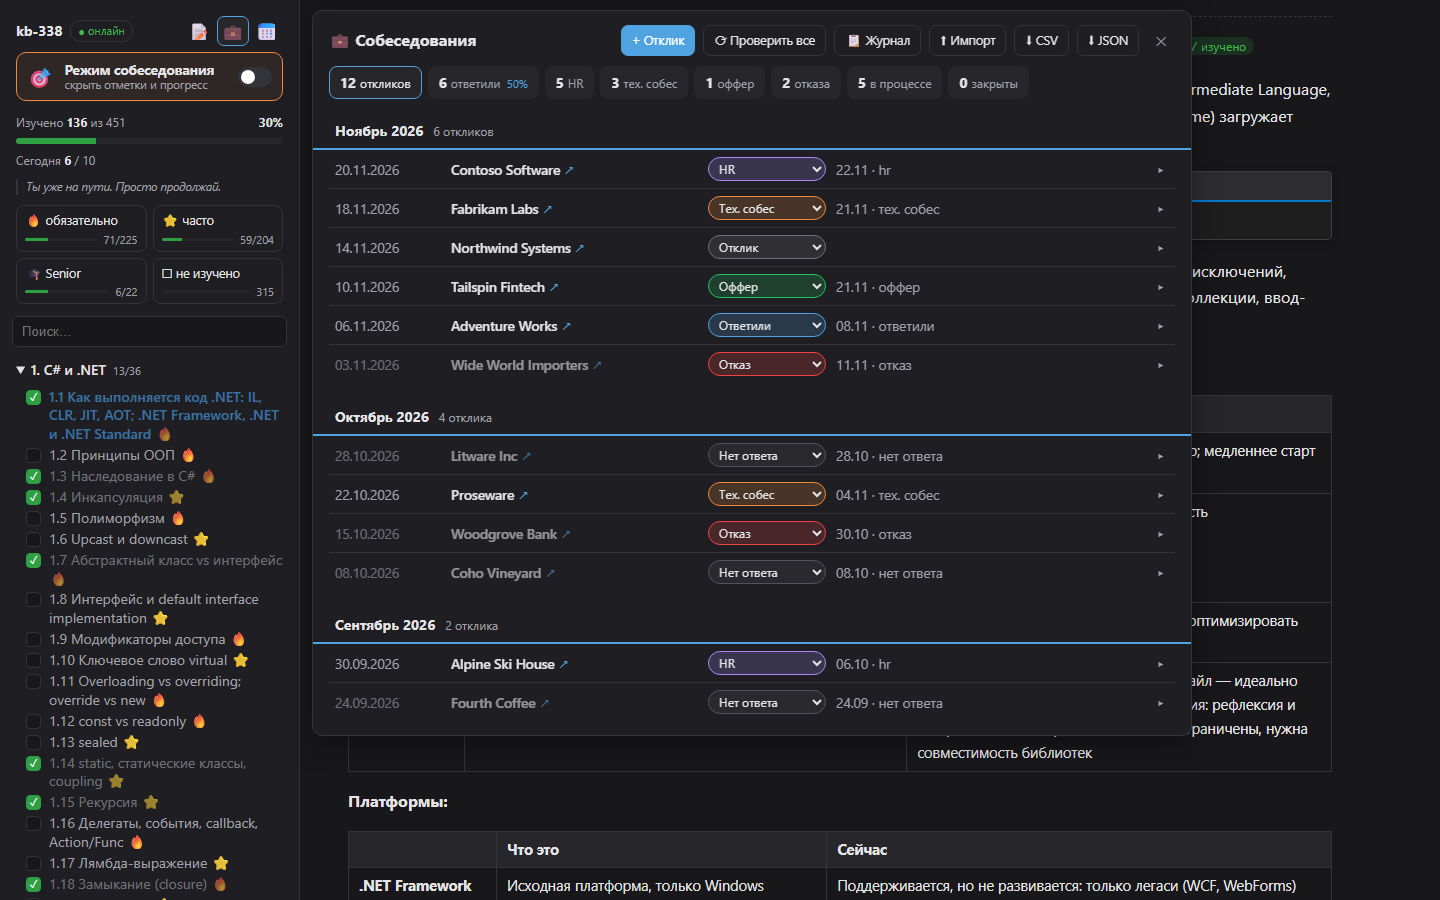 kb-338 ● онлайн
Режим собеседования
скрыть отметки и прогресс
Изучено 136 из 451 30%
Сегодня 6 / 10
Ты уже на пути. Просто продолжай.
обязательно 71/225
часто 59/204
Senior 6/22
не изучено 315
Поиск...
▼ 1. C# и .NET 13/36
1.1 Как выполняется код .NET: IL,
CLR, JIT, AOT; .NET Framework, .NET
и .NET Standard
1.2 Принципы ООП
1.3 Наследование в C#
1.4 Инкапсуляция
1.5 Полиморфизм
1.6 Upcast и downcast
1.7 Абстрактный класс vs интерфейс
1.8 Интерфейс и default interface
implementation
1.9 Модификаторы доступа
1.10 Ключевое слово virtual
1.11 Overloading vs overriding;
override vs new
1.12 const vs readonly
1.13 sealed
1.14 static, статические классы,
coupling
1.15 Рекурсия
1.16 Делегаты, события, callback,
Action/Func
1.17 Лямбда-выражение
1.18 Замыкание (closure)
Собеседования
+ Отклик
⟳ Проверить все
Журнал
⬆ Импорт
⬇ CSV
⬇ JSON
×
12 откликов
6 ответили 50%
5 HR
3 тех. собес
1 оффер
2 отказа
5 в процессе
0 закрыты
Ноябрь 2026 6 откликов
20.11.2026 Contoso Software ↗ HR 22.11 · hr ▸
18.11.2026 Fabrikam Labs ↗ Тех. собес 21.11 · тех. собес ▸
14.11.2026 Northwind Systems ↗ Отклик ▸
10.11.2026 Tailspin Fintech ↗ Оффер 21.11 · оффер ▸
06.11.2026 Adventure Works ↗ Ответили 08.11 · ответили ▸
03.11.2026 Wide World Importers ↗ Отказ 11.11 · отказ ▸
Октябрь 2026 4 отклика
28.10.2026 Litware Inc ↗ Нет ответа 28.10 · нет ответа ▸
22.10.2026 Proseware ↗ Тех. собес 04.11 · тех. собес ▸
15.10.2026 Woodgrove Bank ↗ Отказ 30.10 · отказ ▸
08.10.2026 Coho Vineyard ↗ Нет ответа 08.10 · нет ответа ▸
Сентябрь 2026 2 отклика
30.09.2026 Alpine Ski House ↗ HR 06.10 · hr ▸
24.09.2026 Fourth Coffee ↗ Нет ответа 24.09 · нет ответа ▸
изучено
rmediate Language,
me) загружает
исключений,
оллекции, ввод-
р; медленнее старт
сть
оптимизировать
айл — идеально
ия: рефлексия и
раничены, нужна
совместимость библиотек
Платформы:
Что это Сейчас
.NET Framework Исходная платформа, только Windows Поддерживается, но не развивается: только легаси (WCF, WebForms)